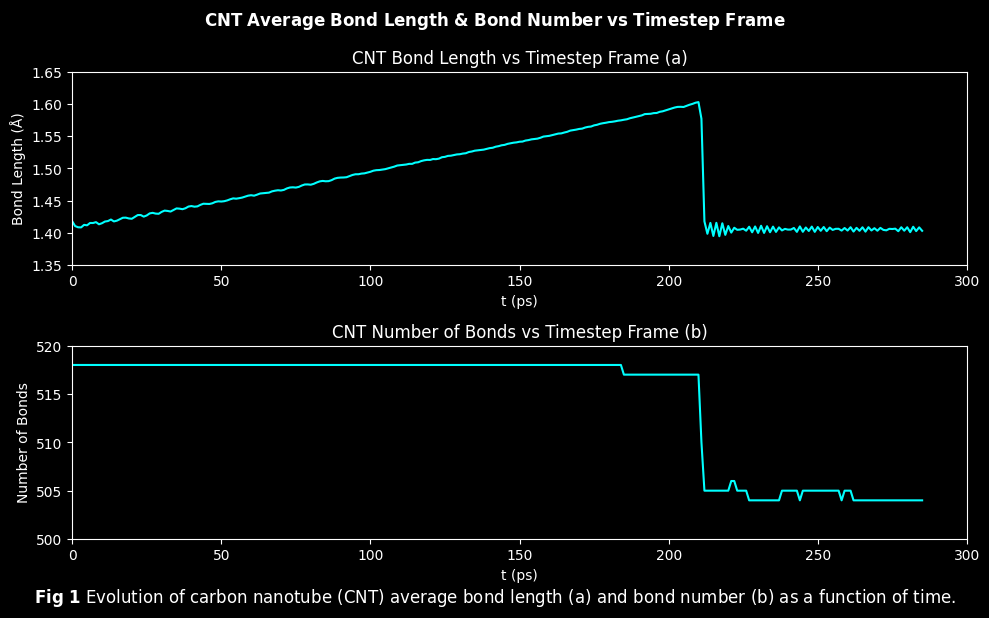 CNT Average Bond Length & Bond Number vs Timestep Frame
CNT Bond Length vs Timestep Frame (a)
1.65
1.60
1.55
1.50
1.45
1.40
1.35
Bond Length (Å)
0 50 100 150 200 250 300
t (ps)
CNT Number of Bonds vs Timestep Frame (b)
520
515
510
505
500
Number of Bonds
0 50 100 150 200 250 300
t (ps)
Fig 1 Evolution of carbon nanotube (CNT) average bond length (a) and bond number (b) as a function of time.